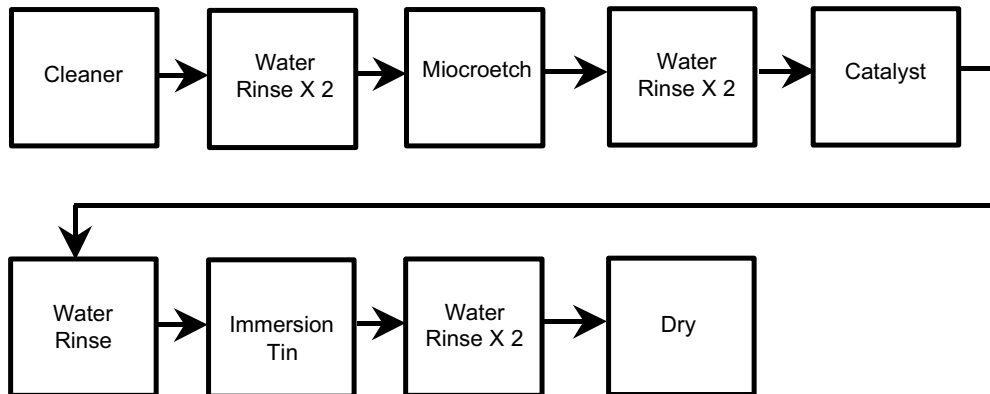 Cleaner
Water
Rinse X 2
Miocroetch
Water
Rinse X 2
Catalyst
Water
Rinse
Immersion
Tin
Water
Rinse X 2
Dry